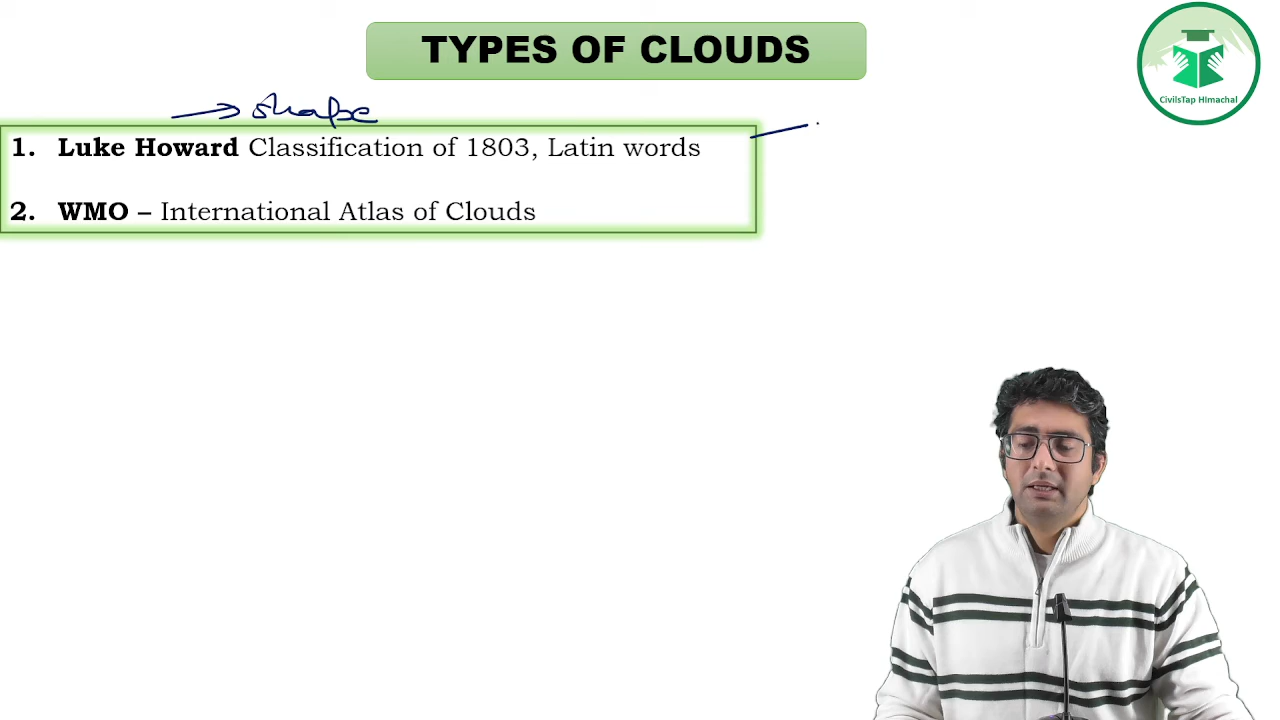 TYPES OF CLOUDS
CivilsTap Himachal
→ shape
1. Luke Howard Classification of 1803, Latin words
2. WMO – International Atlas of Clouds